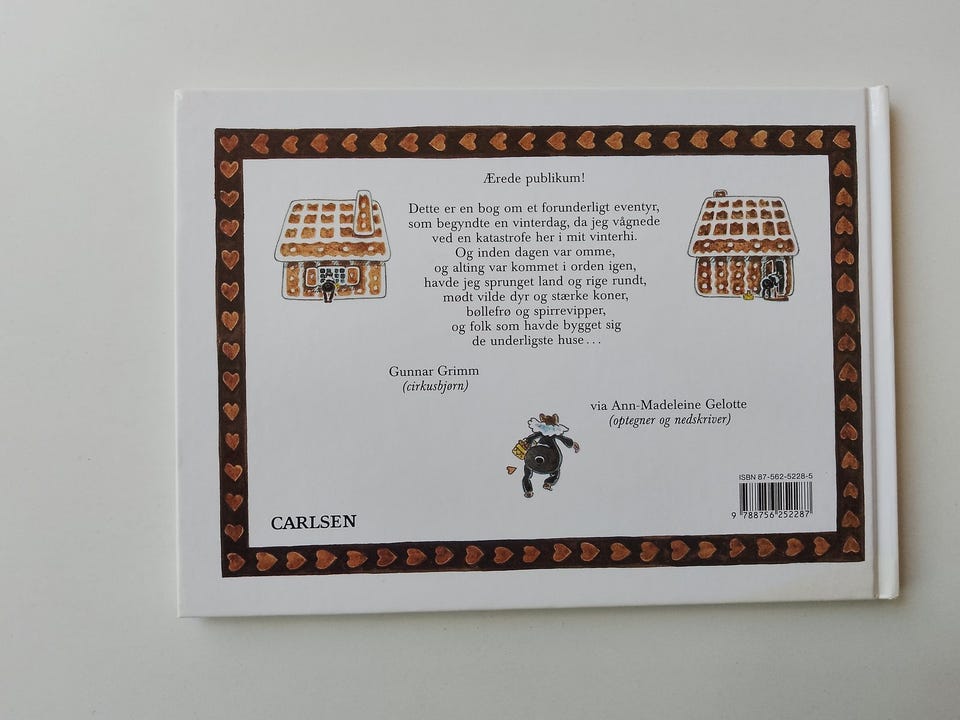 Ærede publikum!
Dette er en bog om et forunderligt eventyr,
som begyndte en vinterdag, da jeg vågnede
ved en katastrofe her i mit vinterhi.
Og inden dagen var omme,
og alting var kommet i orden igen,
havde jeg sprunget land og rige rundt,
mødt vilde dyr og stærke koner,
bøllefrø og spirrevipper,
og folk som havde bygget sig
de underligste huse...
Gunnar Grimm
(cirkusbjørn)
via Ann-Madeleine Gelotte
(optegner og nedskriver)
ISBN 87-562-5228-5
9 788756 252287
CARLSEN